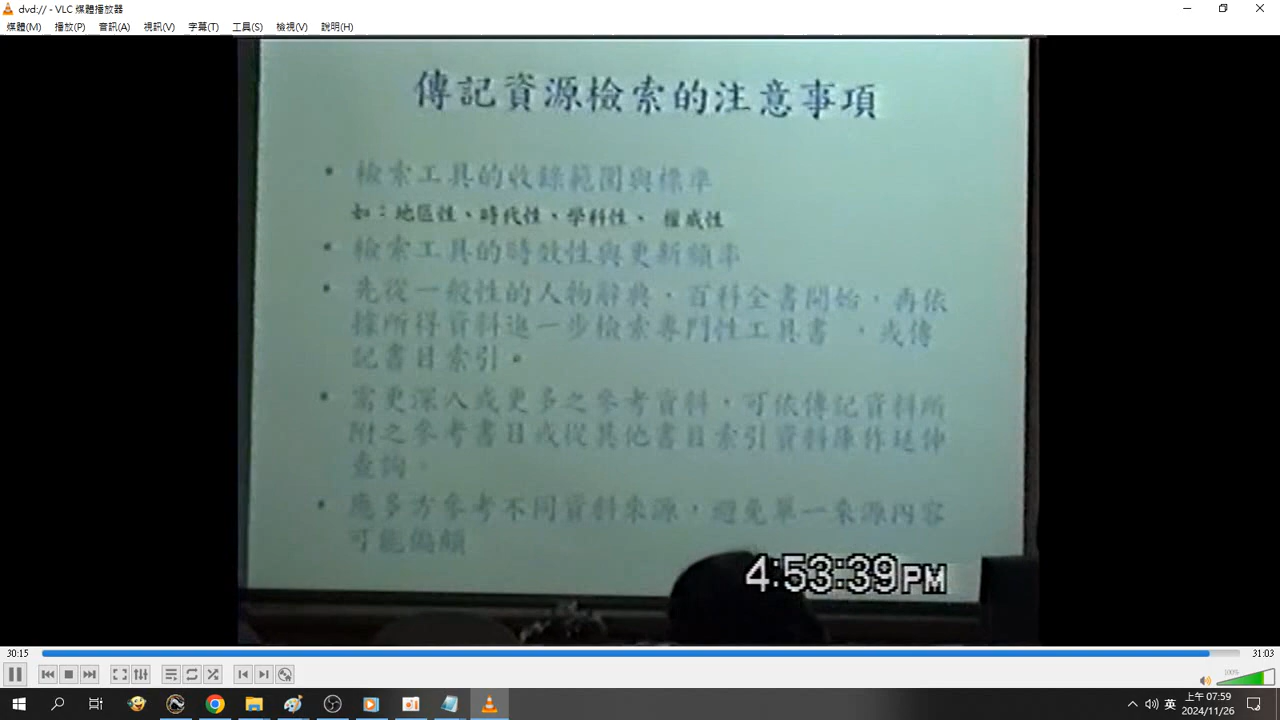 dvd:// - VLC 媒體播放器
媒體(M) 播放(P) 音訊(A) 視訊(V) 字幕(T) 工具(S) 檢視(V) 說明(H)
傳記資源檢索的注意事項
• 檢索工具的收錄範圍與標準
如：地區性、時代性、學科性、 權威性
• 檢索工具的時效性與更新頻率
• 先從一般性的人物辭典，百科全書開始，再依
據所得資料進一步檢索專門性工具書 ，或傳
記書目索引。
• 需更深入或更多之參考資料，可依傳記資料所
附之參考書目或從其他書目索引資料庫作延伸
查詢。
• 應多方參考不同資料來源，避免單一來源內容
可能偏頗
4:53:39PM
30:15 31:03
100%
英 上午 07:59
2024/11/26